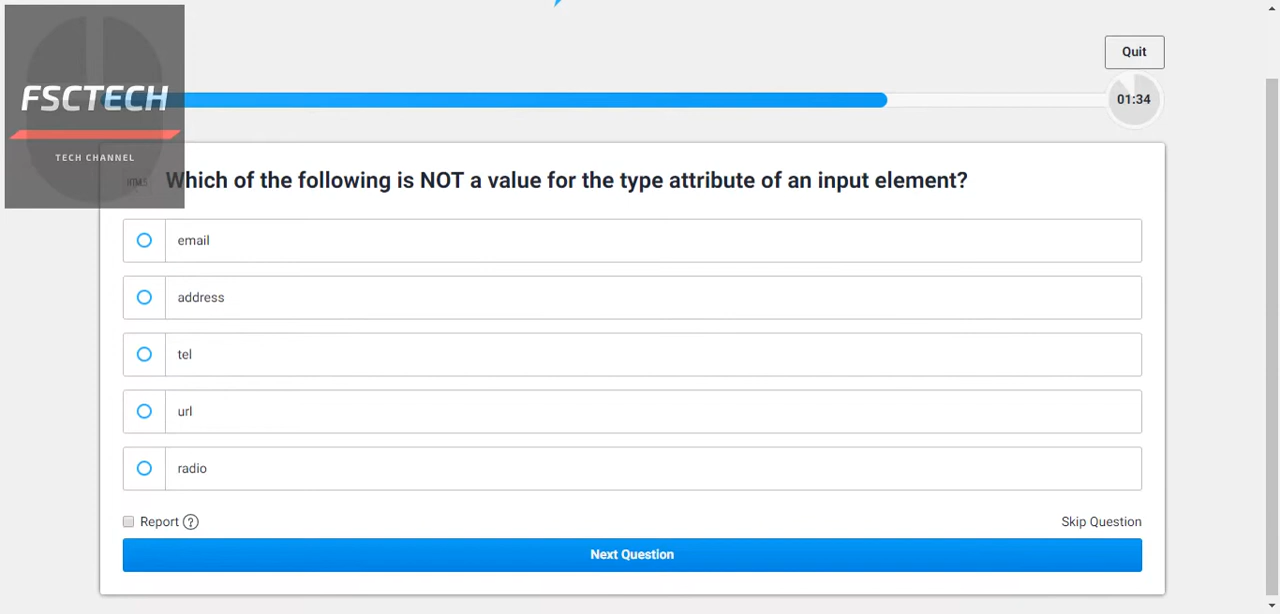 Quit
FSCTECH
01:34
TECH CHANNEL
HTML5
Which of the following is NOT a value for the type attribute of an input element?
email
address
tel
url
radio
Report ?
Skip Question
Next Question